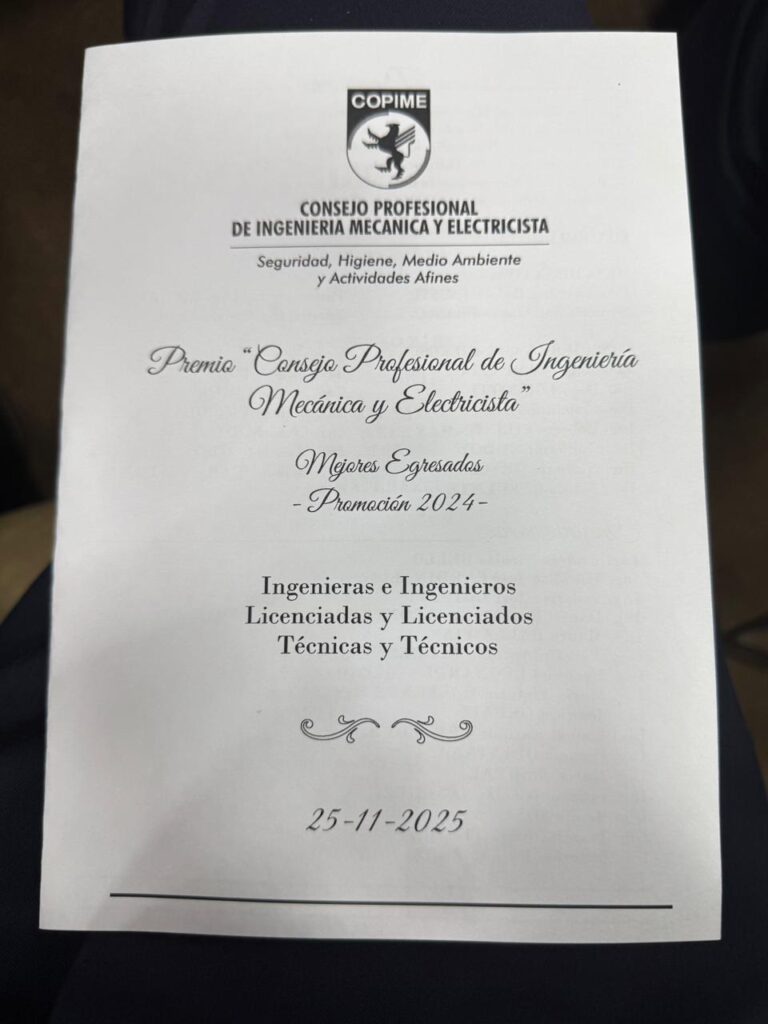 COPIME
CONSEJO PROFESIONAL
DE INGENIERIA MECANICA Y ELECTRICISTA
Seguridad, Higiene, Medio Ambiente
y Actividades Afines
Premio “Consejo Profesional de Ingeniería
Mecánica y Electricista”
Mejores Egresados
- Promoción 2024-
Ingenieras e Ingenieros
Licenciadas y Licenciados
Técnicas y Técnicos
25-11-2025